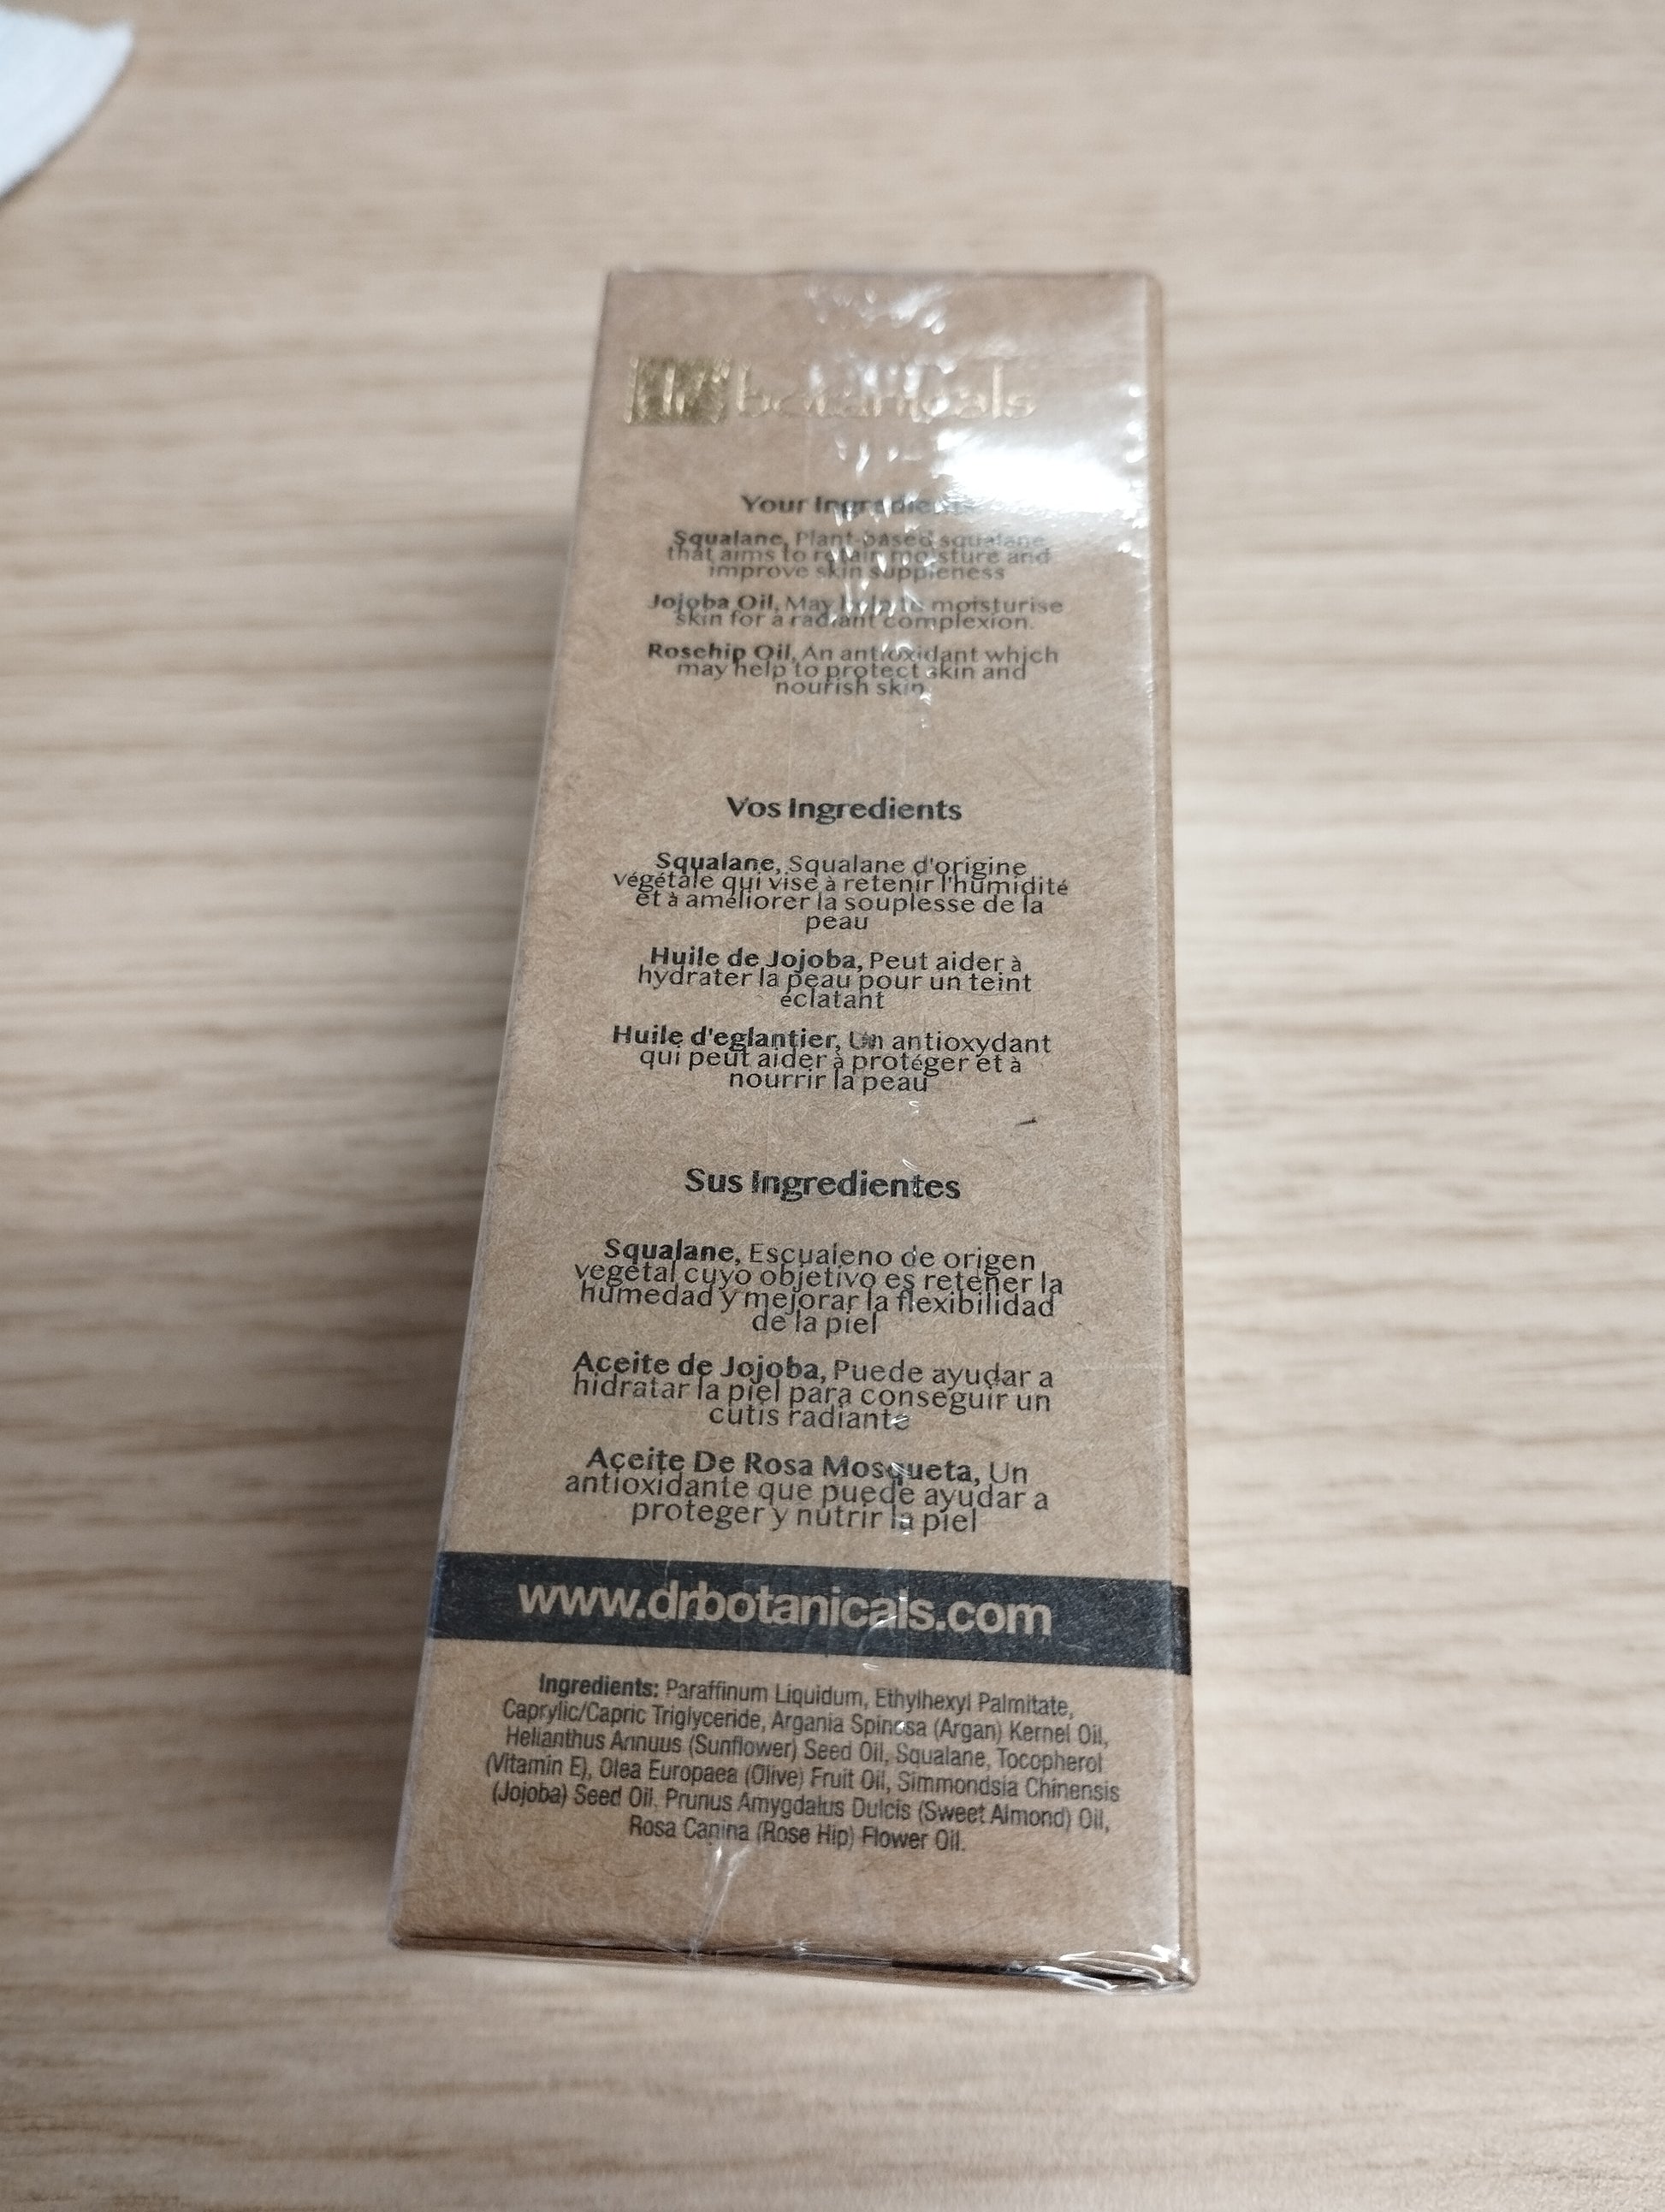 dr. botanicals
Your Ingredients
Squalane, Plant-based squalane
that aims to retain moisture and
improve skin suppleness
Jojoba Oil, May help to moisturise
skin for a radiant complexion.
Rosehip Oil, An antioxidant which
may help to protect skin and
nourish skin
Vos Ingredients
Squalane, Squalane d'origine
végétale qui vise à retenir l'humidité
et à améliorer la souplesse de la
peau
Huile de Jojoba, Peut aider à
hydrater la peau pour un teint
éclatant
Huile d'eglantier, Un antioxydant
qui peut aider à protéger et à
nourrir la peau
Sus Ingredientes
Squalane, Escualeno de origen
vegetal cuyo objetivo es retener la
humedad y mejorar la flexibilidad
de la piel
Aceite de Jojoba, Puede ayudar a
hidratar la piel para conseguir un
cutis radiante
Aceite De Rosa Mosqueta, Un
antioxidante que puede ayudar a
proteger y nutrir la piel
www.drbotanicals.com
Ingredients: Paraffinum Liquidum, Ethylhexyl Palmitate,
Caprylic/Capric Triglyceride, Argania Spinosa (Argan) Kernel Oil,
Helianthus Annuus (Sunflower) Seed Oil, Squalane, Tocopherol
(Vitamin E), Olea Europaea (Olive) Fruit Oil, Simmondsia Chinensis
(Jojoba) Seed Oil, Prunus Amygdalus Dulcis (Sweet Almond) Oil,
Rosa Canina (Rose Hip) Flower Oil.